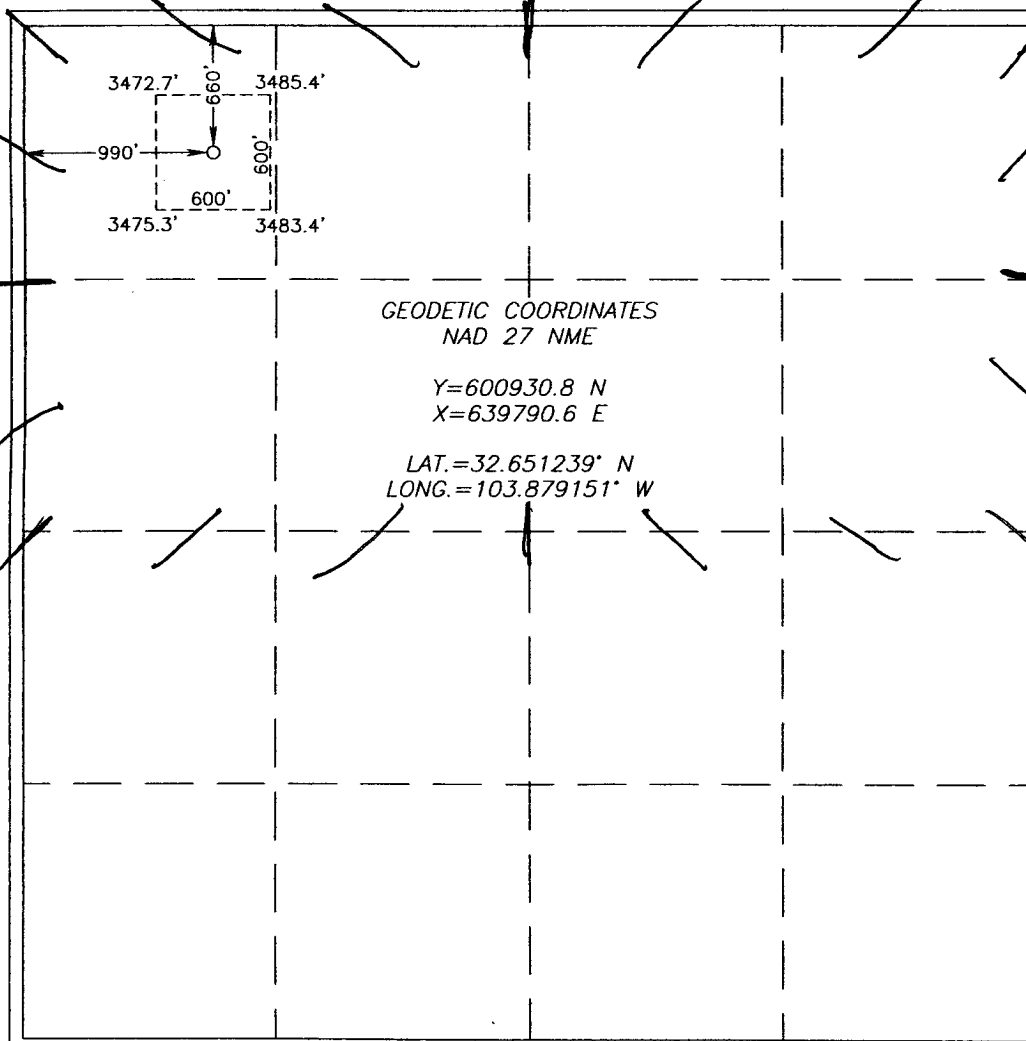 3472.7'
660'
3485.4'
990'
600'
600'
3475.3'
3483.4'
GEODETIC COORDINATES
NAD 27 NME
Y=600930.8 N
X=639790.6 E
LAT.=32.651239° N
LONG.=103.879151° W